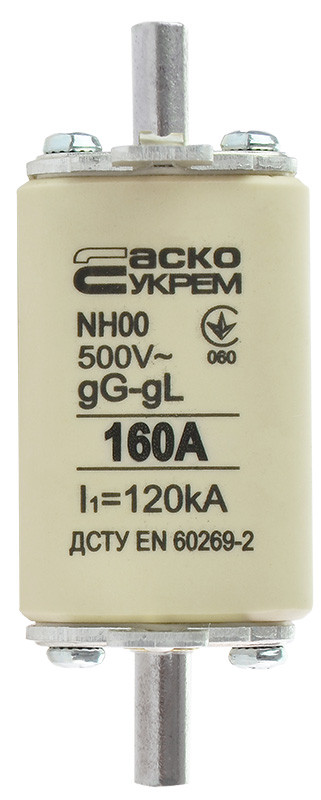 аско
УКРЕМ
NH00
060
500V~
gG-gL
160A
I₁=120kA
ДСТУ EN 60269-2